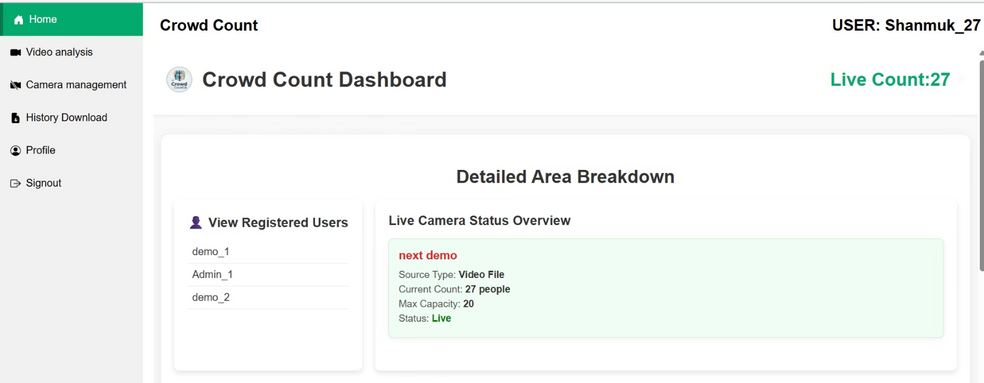 Home
Video analysis
Camera management
History Download
Profile
Signout
Crowd Count
USER: Shanmuk_27
Crowd
Crowd Count Dashboard
Live Count:27
Detailed Area Breakdown
View Registered Users
demo_1
Admin_1
demo_2
Live Camera Status Overview
next demo
Source Type: Video File
Current Count: 27 people
Max Capacity: 20
Status: Live